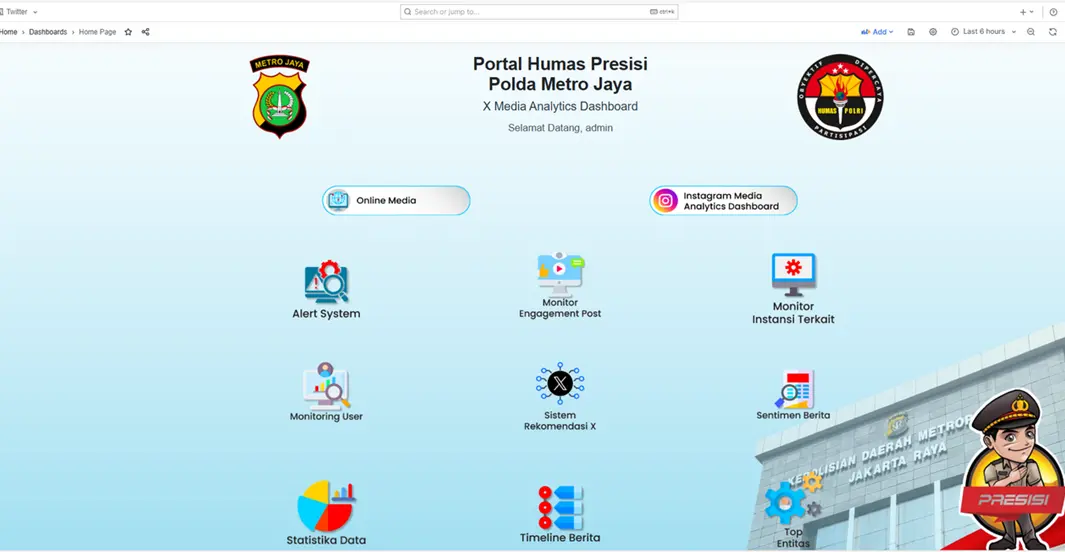 Twitter
Search or jump to...
ctrl+k
Home › Dashboards › Home Page
Add
Last 6 hours
METRO JAYA
Portal Humas Presisi
Polda Metro Jaya
X Media Analytics Dashboard
Selamat Datang, admin
OBYEKTIF DIPERCAYA
HUMAS POLRI
PARTISIPASI
Online Media
Instagram Media
Analytics Dashboard
Alert System
Monitor
Engagement Post
Monitor
Instansi Terkait
Monitoring User
Sistem
Rekomendasi X
Sentimen Berita
KEPOLISIAN DAERAH METROP
JAKARTA RAYA
Statistika Data
Timeline Berita
Top
Entitas
PRESISI